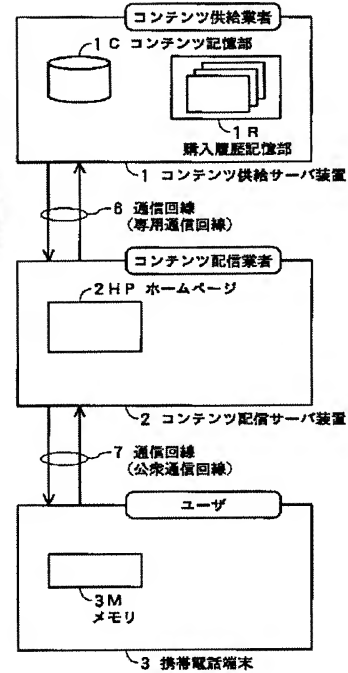 コンテンツ供給業者
1C コンテンツ記憶部
1R
購入履歴記憶部
1 コンテンツ供給サーバ装置
6 通信回線
(専用通信回線)
コンテンツ配信業者
2HP ホームページ
2 コンテンツ配信サーバ装置
7 通信回線
(公衆通信回線)
ユーザ
3M
メモリ
3 携帯電話端末